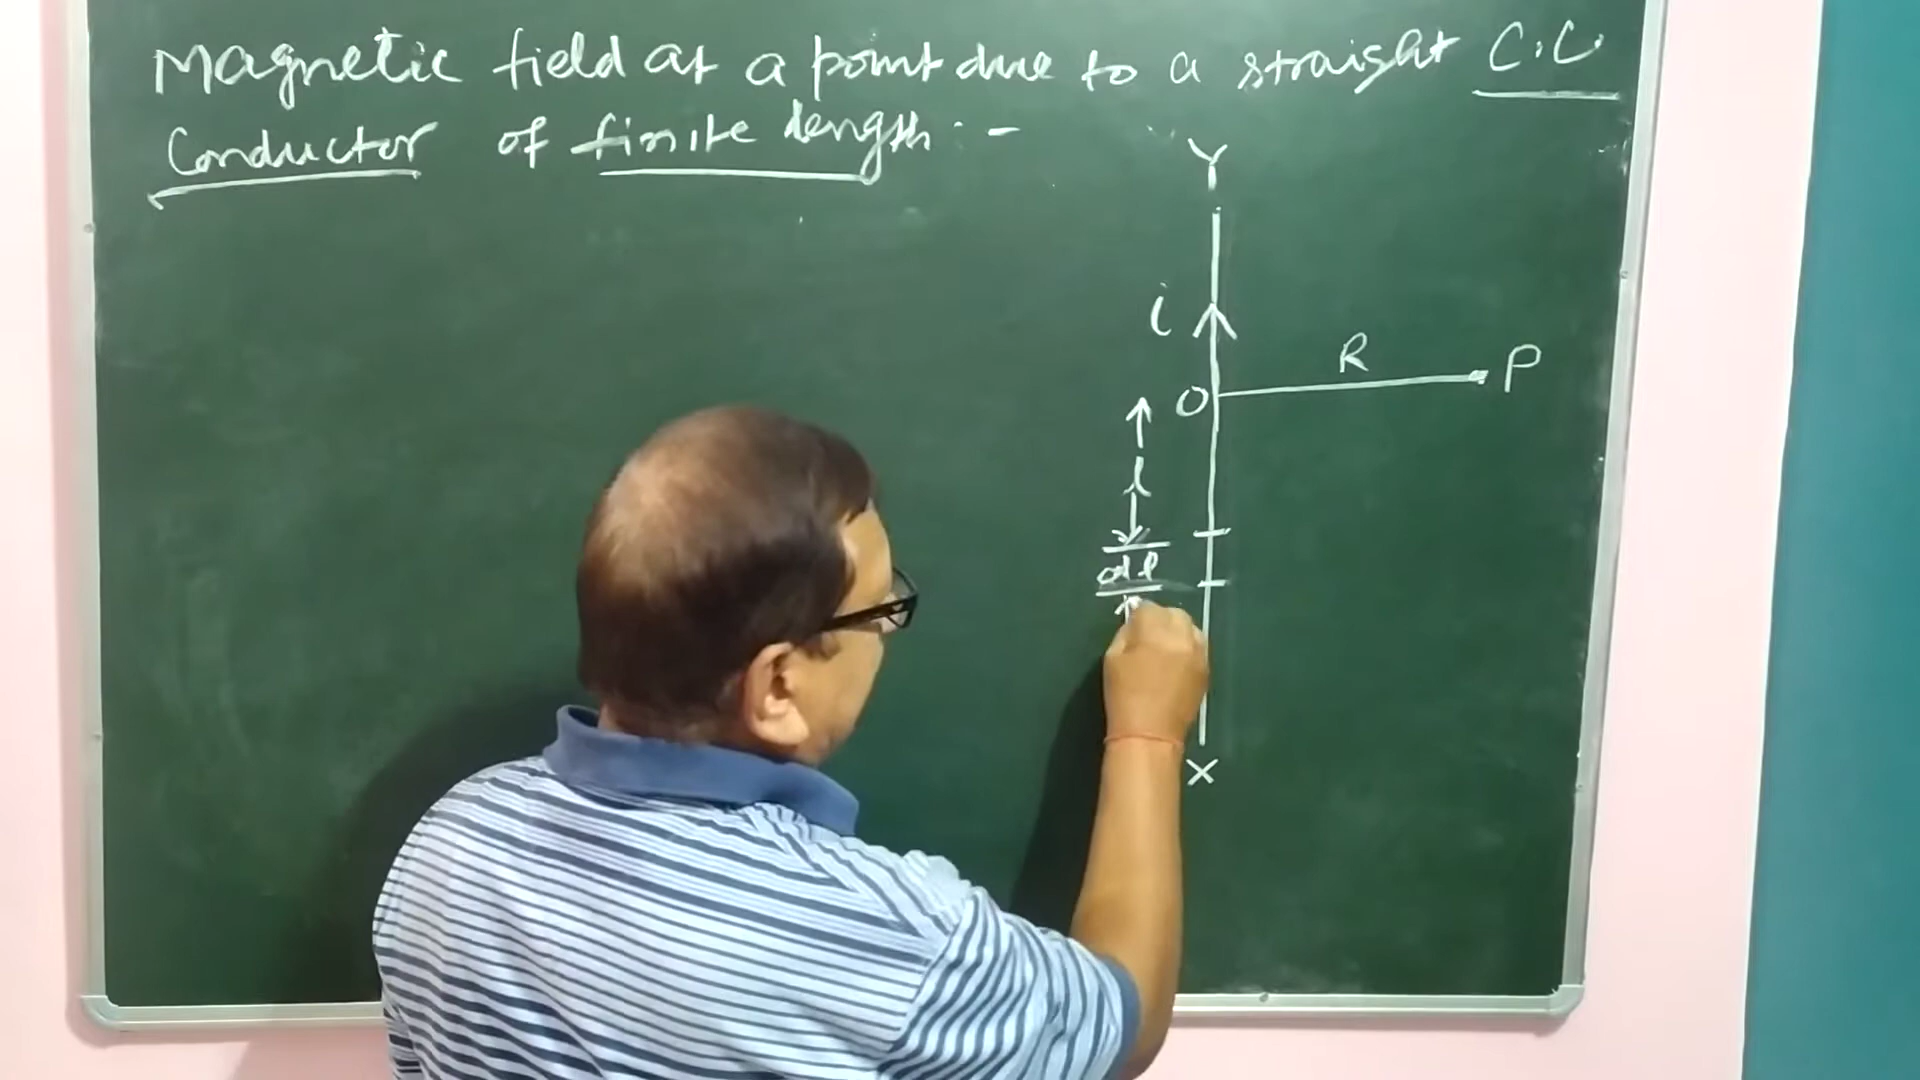 Magnetic field at a point due to a straight C.C.
Conductor of finite length :-
Y
i
R
P
O
l
dl
X